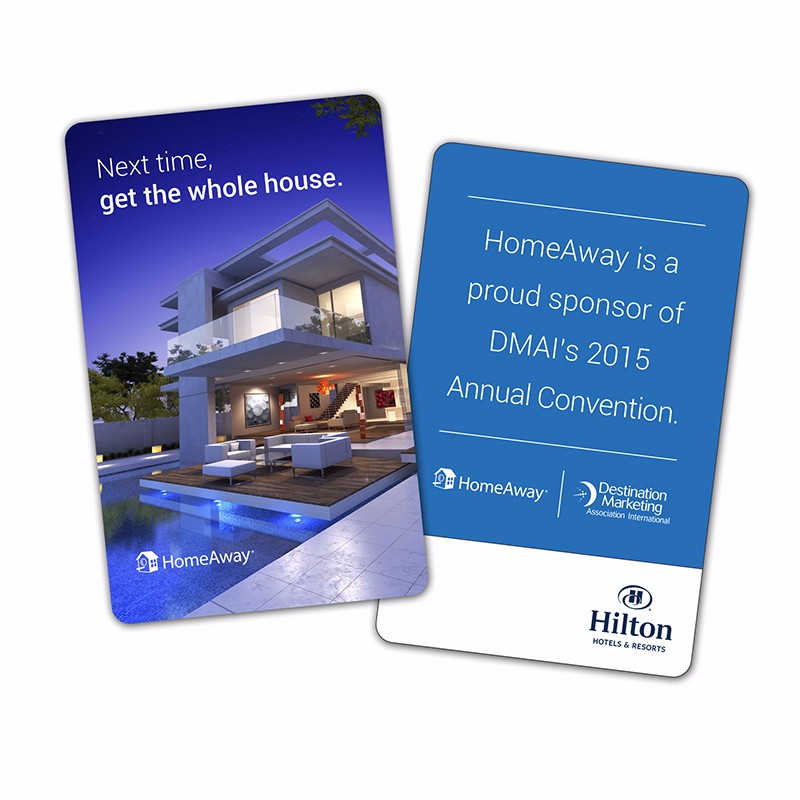 Next time,
get the whole house.
HomeAway®
HomeAway is a
proud sponsor of
DMAI's 2015
Annual Convention.
HomeAway®
Destination
Marketing
Association International
Hilton
HOTELS & RESORTS